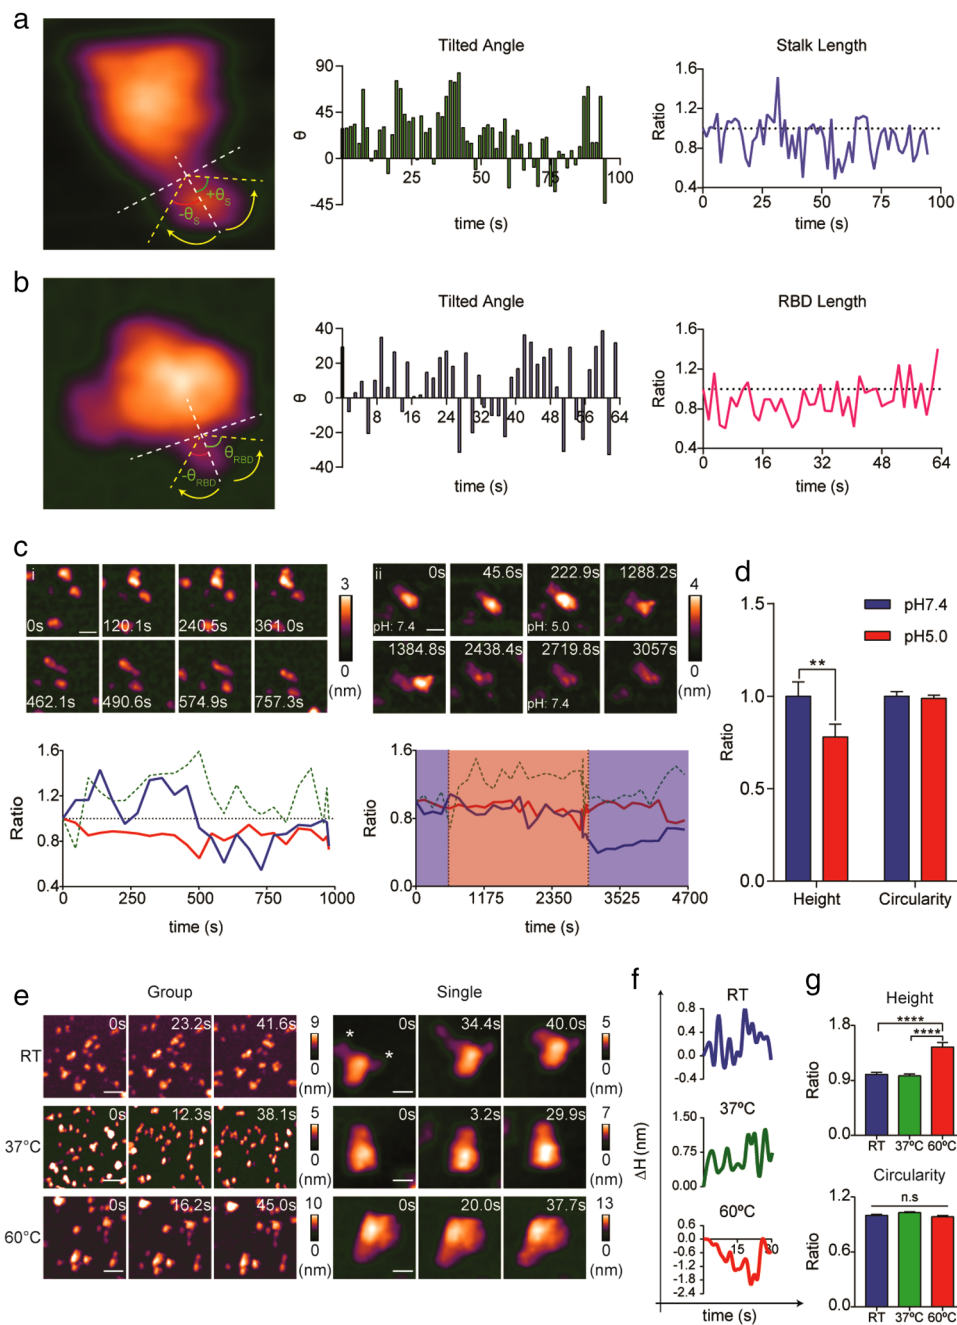 a
Tilted Angle
Stalk Length
90
45
0
-45
θ
25
50
75
100
time (s)
1.6
1.2
0.8
0.4
Ratio
0
25
50
75
100
time (s)
+θS
-θS
b
Tilted Angle
RBD Length
40
20
0
-20
-40
θ
8
16
24
32
40
48
56
64
time (s)
1.6
1.2
0.8
0.4
Ratio
0
16
32
48
64
time (s)
θRBD
-θRBD
c
i
0s
120.1s
240.5s
361.0s
462.1s
490.6s
574.9s
757.3s
3
0
(nm)
ii
0s
45.6s
222.9s
1288.2s
pH: 7.4
pH: 5.0
1384.8s
2438.4s
2719.8s
3057s
pH: 7.4
4
0
(nm)
1.6
1.2
0.8
0.4
Ratio
0
250
500
750
1000
time (s)
1.6
0.8
0.0
Ratio
0
1175
2350
3525
4700
time (s)
d
1.5
1.0
0.5
0.0
Ratio
pH7.4
pH5.0
**
Height
Circularity
e
Group
Single
RT
0s
23.2s
41.6s
9
0
(nm)
*
*
0s
34.4s
40.0s
5
0
(nm)
37°C
0s
12.3s
38.1s
5
0
(nm)
0s
3.2s
29.9s
7
0
(nm)
60°C
0s
16.2s
45.0s
10
0
(nm)
0s
20.0s
37.7s
13
0
(nm)
f
RT
0.8
0.4
0.0
-0.4
37ºC
1.50
0.75
0.00
ΔH (nm)
60ºC
0.6
0.0
-0.6
-1.2
-1.8
-2.4
15
30
time (s)
g
Height
1.8
0.9
0.0
Ratio
****
****
RT
37ºC
60ºC
Circularity
1.2
0.6
0.0
Ratio
n.s
RT
37ºC
60ºC